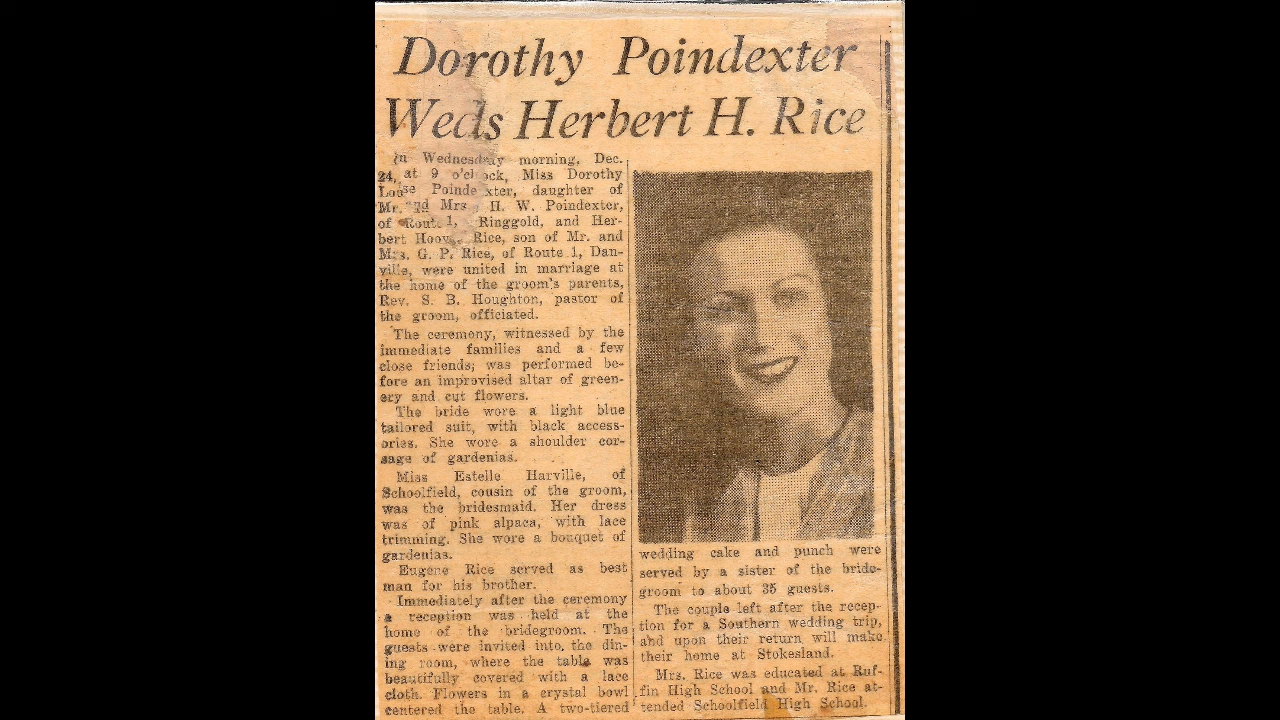 Dorothy Poindexter
Weds Herbert H. Rice
In Wednesday morning, Dec.
24, at 9 o'clock, Miss Dorothy
Poindexter, daughter of
Mr. and Mrs. H. W. Poindexter,
of Route 1, Ringgold, and Her-
bert Rice, son of Mr. and
Mrs. G. P. Rice, of Route 1, Dan-
ville, were united in marriage at
the home of the groom's parents,
Rev. S. B. Houghton, pastor of
the groom, officiated.
The ceremony, witnessed by the
immediate families and a few
close friends; was performed be-
fore an improvised altar of green-
ery and cut flowers.
The bride wore a light blue
tailored suit, with black access-
ories. She wore a shoulder cor-
sage of gardenias.
Miss Estelle Harville, of
Schoolfield, cousin of the groom,
was the bridesmaid. Her dress
was of pink alpaca, with lace
trimming. She wore a bouquet of
gardenias.
Eugene Rice served as best
man for his brother.
Immediately after the ceremony
a reception was held at the
home of the bridegroom. The
guests were invited into the din-
ing room, where the table was
beautifully covered with a lace
cloth. Flowers in a crystal bowl
centered the table. A two-tiered
wedding cake and punch were
served by a sister of the bride-
groom to about 35 guests.
The couple left after the recep-
tion for a Southern wedding trip,
and upon their return will make
their home at Stokesland.
Mrs. Rice was educated at Ruf-
fin High School and Mr. Rice at-
tended Schoolfield High School.